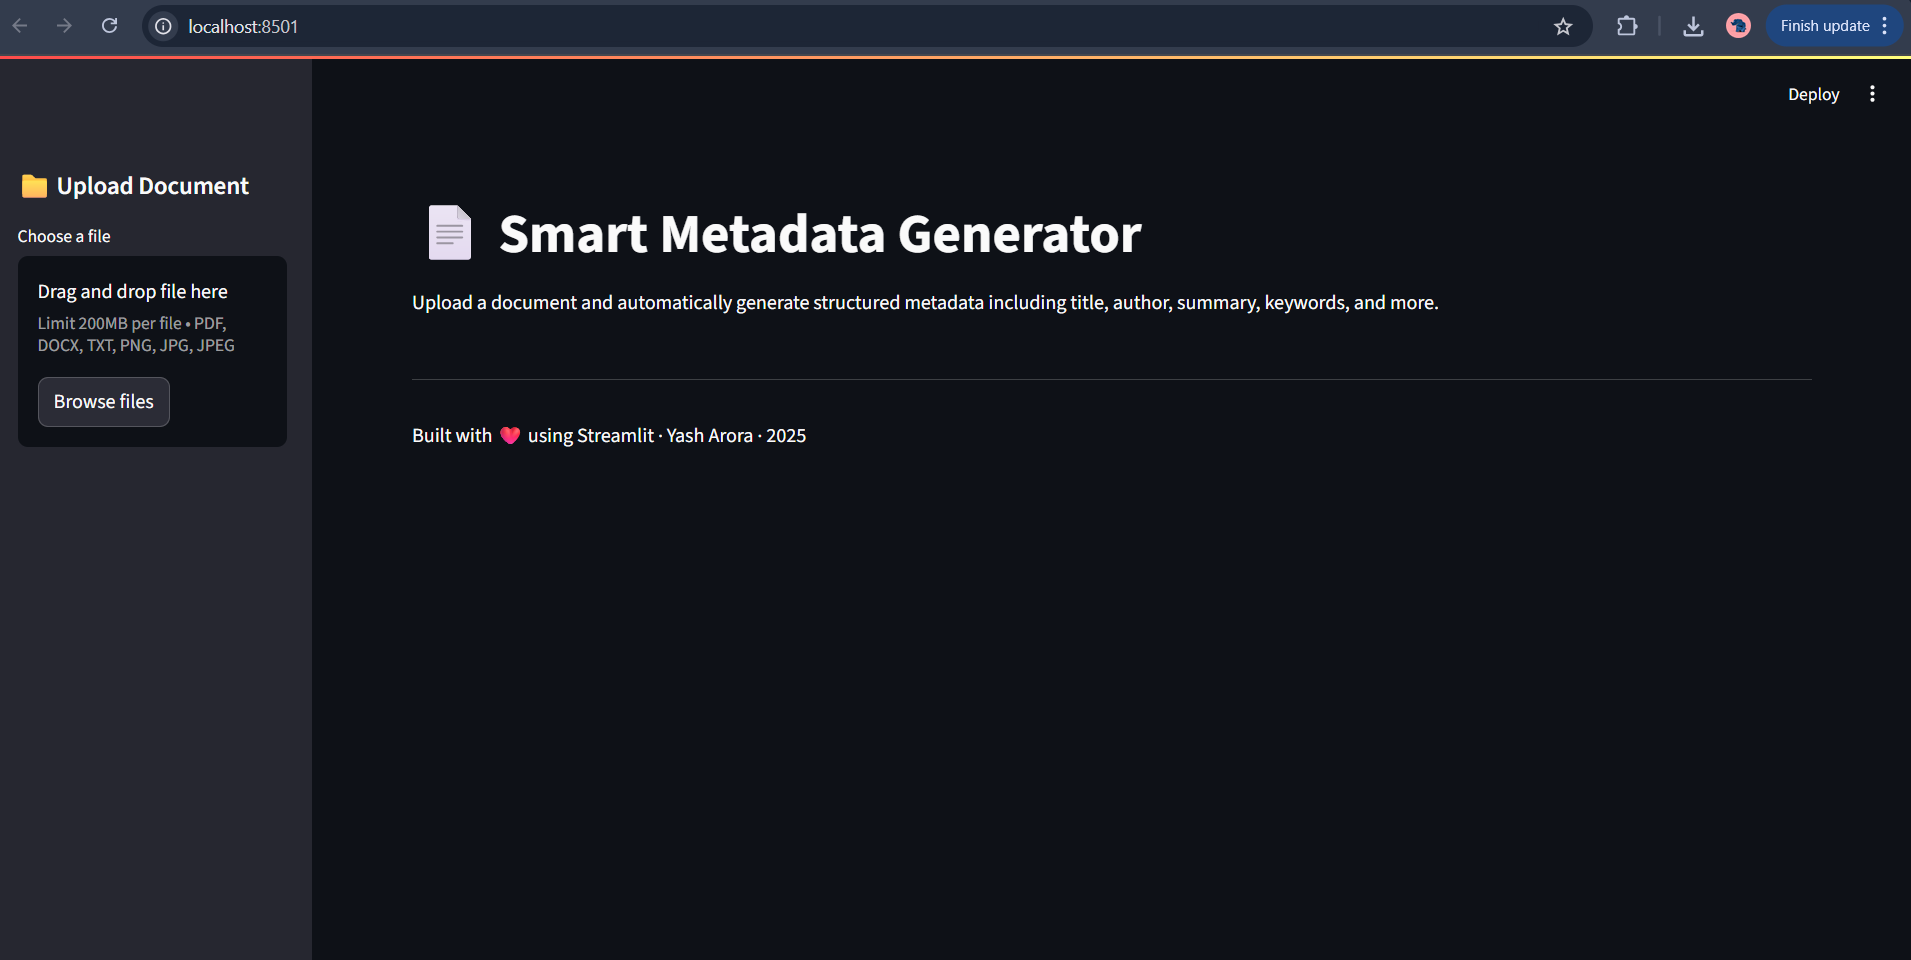 localhost:8501
Finish update
Deploy
📁 Upload Document
Choose a file
Drag and drop file here
Limit 200MB per file • PDF,
DOCX, TXT, PNG, JPG, JPEG
Browse files
📄 Smart Metadata Generator
Upload a document and automatically generate structured metadata including title, author, summary, keywords, and more.
Built with ❤️ using Streamlit · Yash Arora · 2025